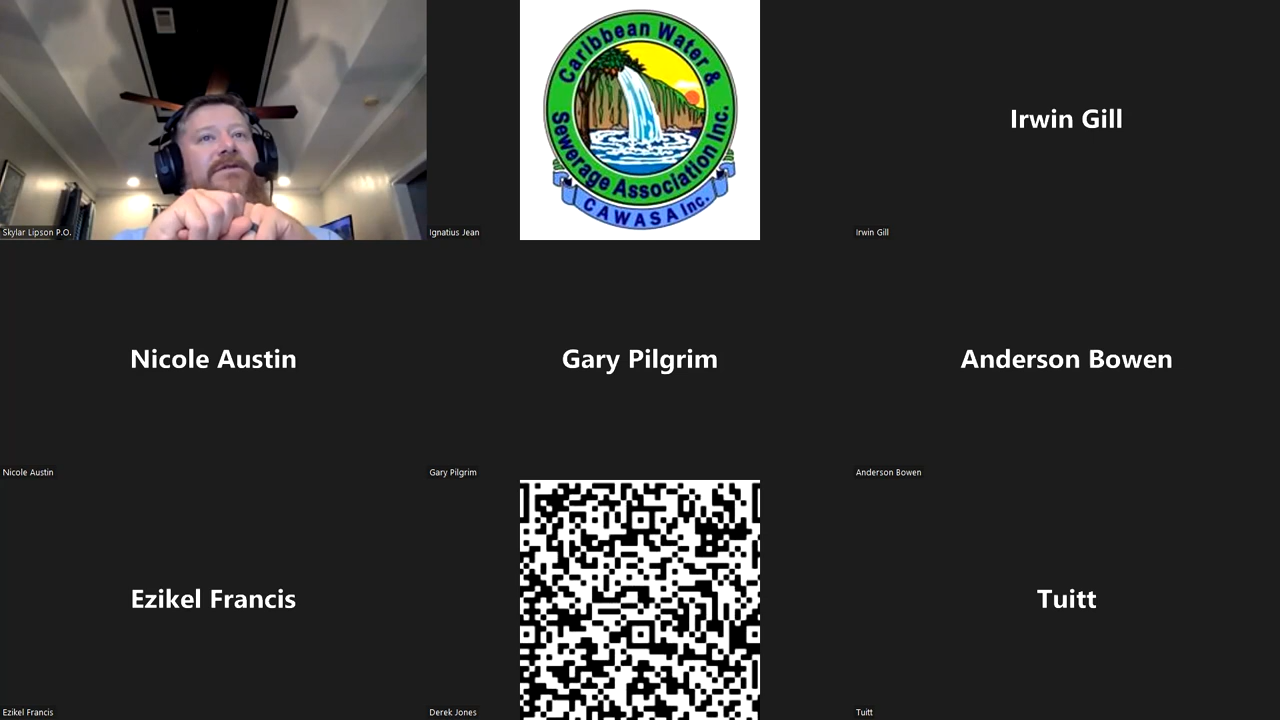 Skylar Lipson P.O.
Caribbean Water &
Sewerage Association Inc.
CAWASA Inc.
Ignatius Jean
Irwin Gill
Irwin Gill
Nicole Austin
Nicole Austin
Gary Pilgrim
Gary Pilgrim
Anderson Bowen
Anderson Bowen
Ezikel Francis
Ezikel Francis
Derek Jones
Tuitt
Tuitt